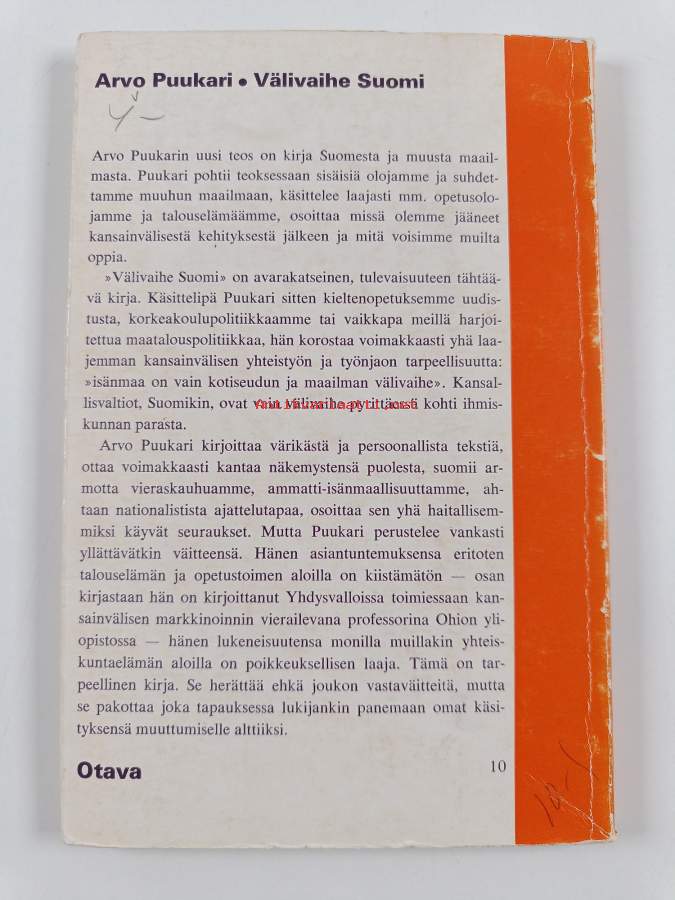 Arvo Puukari • Välivaihe Suomi
Arvo Puukarin uusi teos on kirja Suomesta ja muusta maail-
masta. Puukari pohtii teoksessaan sisäisiä olojamme ja suhdet-
tamme muuhun maailmaan, käsittelee laajasti mm. opetusolo-
jamme ja talouselämäämme, osoittaa missä olemme jääneet
kansainvälisestä kehityksestä jälkeen ja mitä voisimme muilta
oppia.
»Välivaihe Suomi» on avarakatseinen, tulevaisuuteen tähtää-
vä kirja. Käsittelipä Puukari sitten kieltenopetuksemme uudis-
tusta, korkeakoulupolitiikkaamme tai vaikkapa meillä harjoi-
tettua maatalouspolitiikkaa, hän korostaa voimakkaasti yhä laa-
jemman kansainvälisen yhteistyön ja työnjaon tarpeellisuutta:
»isänmaa on vain kotiseudun ja maailman välivaihe». Kansal-
lisvaltiot, Suomikin, ovat vain välivaihe pyrittäessä kohti ihmis-
kunnan parasta.
Arvo Puukari kirjoittaa värikästä ja persoonallista tekstiä,
ottaa voimakkaasti kantaa näkemystensä puolesta, suomii ar-
motta vieraskauhuamme, ammatti-isänmaallisuuttamme, ah-
taan nationalistista ajattelutapaa, osoittaa sen yhä haitallisem-
miksi käyvät seuraukset. Mutta Puukari perustelee vankasti
yllättävätkin väitteensä. Hänen asiantuntemuksensa eritoten
talouselämän ja opetustoimen aloilla on kiistämätön — osan
kirjastaan hän on kirjoittanut Yhdysvalloissa toimiessaan kan-
sainvälisen markkinoinnin vierailevana professorina Ohion yli-
opistossa — hänen lukeneisuutensa monilla muillakin yhteis-
kuntaelämän aloilla on poikkeuksellisen laaja. Tämä on tar-
peellinen kirja. Se herättää ehkä joukon vastaväitteitä, mutta
se pakottaa joka tapauksessa lukijankin panemaan omat käsi-
tyksensä muuttumiselle alttiiksi.
Otava
10